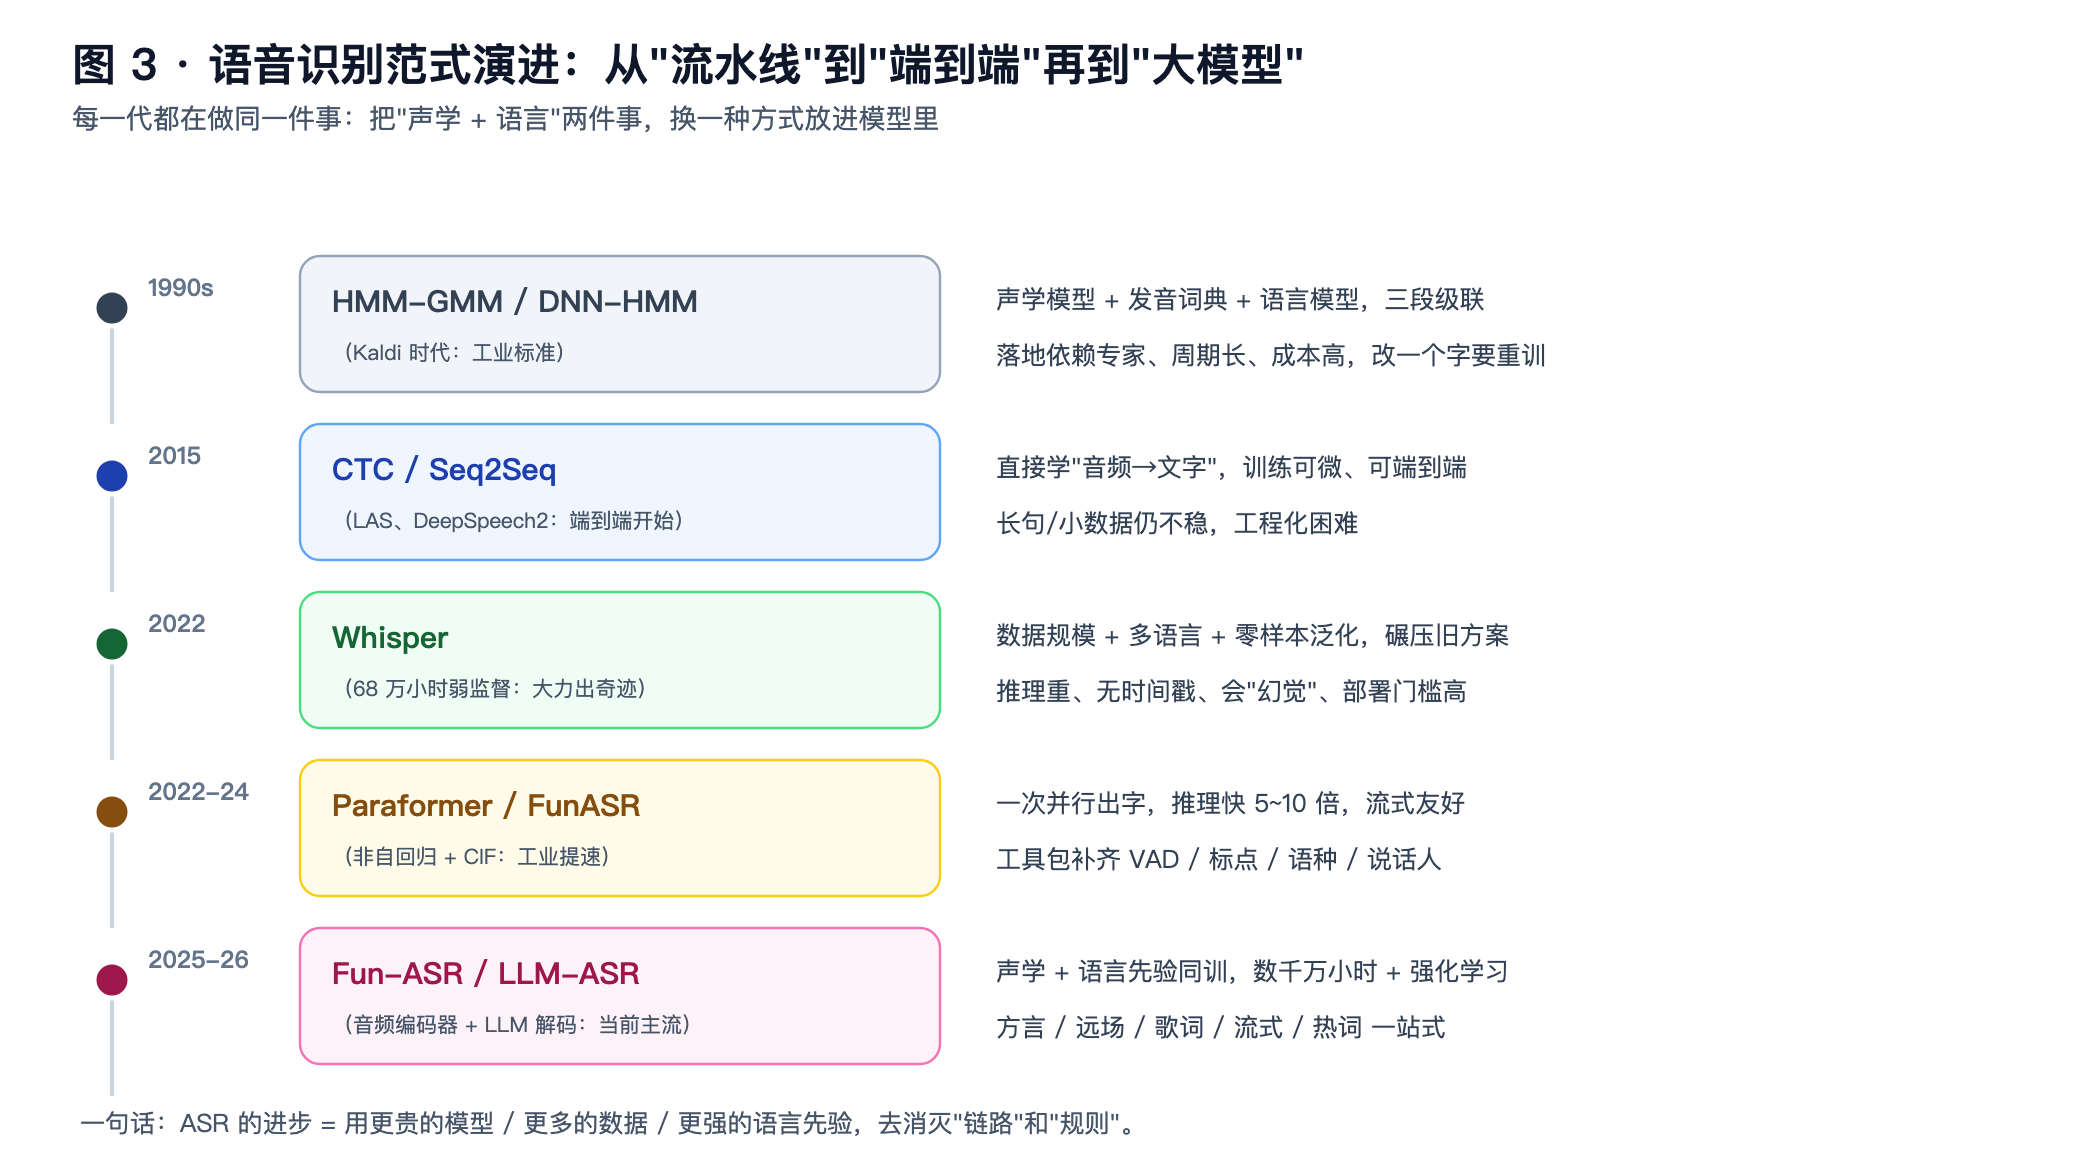 图 3 · 语音识别范式演进：从"流水线"到"端到端"再到"大模型"
每一代都在做同一件事：把"声学 + 语言"两件事，换一种方式放进模型里
1990s
HMM–GMM / DNN–HMM
（Kaldi 时代：工业标准）
声学模型 + 发音词典 + 语言模型，三段级联
落地依赖专家、周期长、成本高，改一个字要重训
2015
CTC / Seq2Seq
（LAS、DeepSpeech2：端到端开始）
直接学"音频→文字"，训练可微、可端到端
长句/小数据仍不稳，工程化困难
2022
Whisper
（68 万小时弱监督：大力出奇迹）
数据规模 + 多语言 + 零样本泛化，碾压旧方案
推理重、无时间戳、会"幻觉"、部署门槛高
2022–24
Paraformer / FunASR
（非自回归 + CIF：工业提速）
一次并行出字，推理快 5~10 倍，流式友好
工具包补齐 VAD / 标点 / 语种 / 说话人
2025–26
Fun–ASR / LLM–ASR
（音频编码器 + LLM 解码：当前主流）
声学 + 语言先验同训，数千万小时 + 强化学习
方言 / 远场 / 歌词 / 流式 / 热词 一站式
一句话：ASR 的进步 = 用更贵的模型 / 更多的数据 / 更强的语言先验，去消灭"链路"和"规则"。